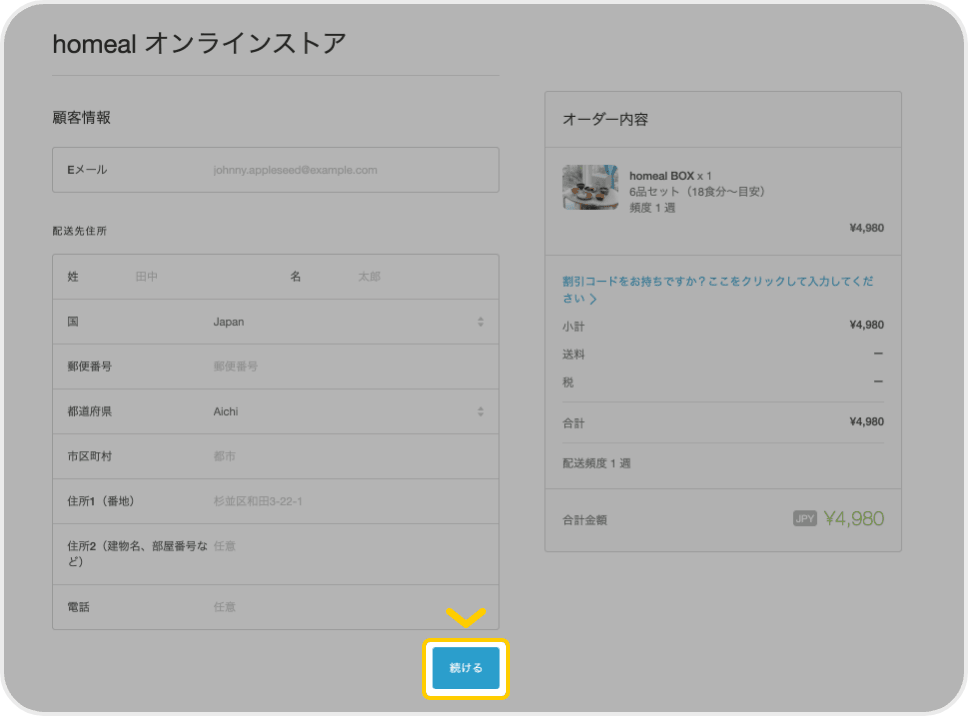 homeal オンラインストア
顧客情報
Eメール johnny.appleseed@example.com
配送先住所
姓 田中 名 太郎
国 Japan
郵便番号 郵便番号
都道府県 Aichi
市区町村 都市
住所1（番地） 杉並区和田3-22-1
住所2（建物名、部屋番号な 任意
ど）
電話 任意
続ける
オーダー内容
homeal BOX x 1
6品セット（18食分〜目安）
頻度 1 週
¥4,980
割引コードをお持ちですか？ここをクリックして入力してくだ
さい
小計 ¥4,980
送料 –
税 –
合計 ¥4,980
配送頻度 1 週
合計金額 JPY ¥4,980